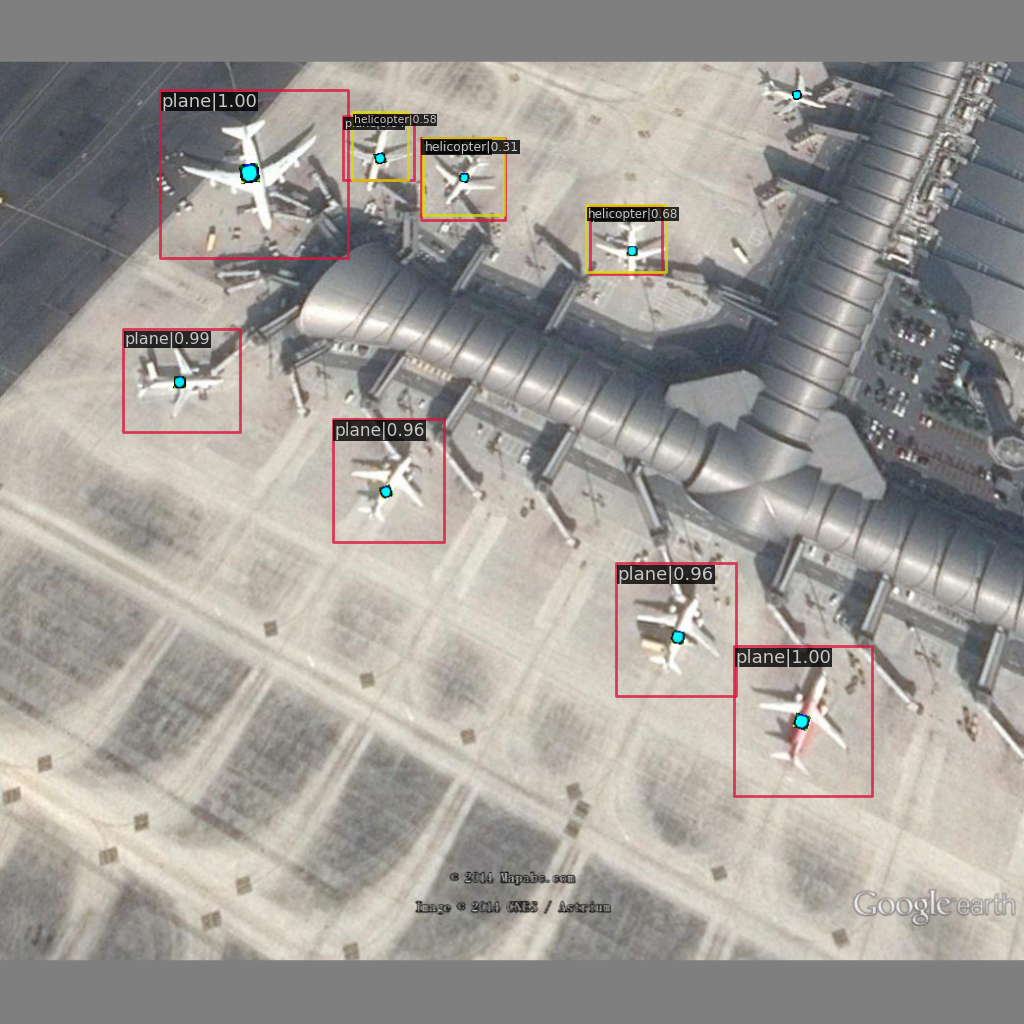 plane|1.00
helicopter|0.58
helicopter|0.31
helicopter|0.68
plane|0.99
plane|0.96
plane|0.96
plane|1.00
© 2014 Mapabc.com
Image © 2014 CNES / Astrium
Google earth